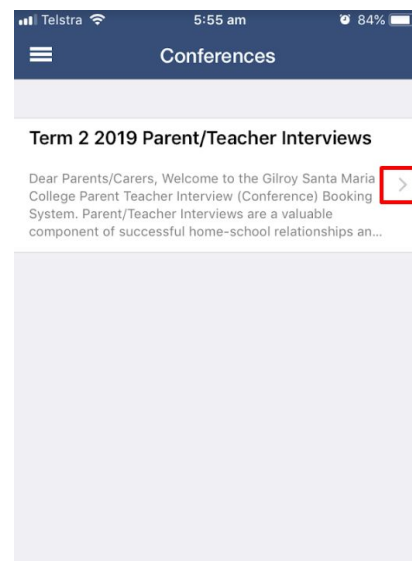 Telstra 5:55 am 84%
Conferences
Term 2 2019 Parent/Teacher Interviews
Dear Parents/Carers, Welcome to the Gilroy Santa Maria
College Parent Teacher Interview (Conference) Booking
System. Parent/Teacher Interviews are a valuable
component of successful home-school relationships an...